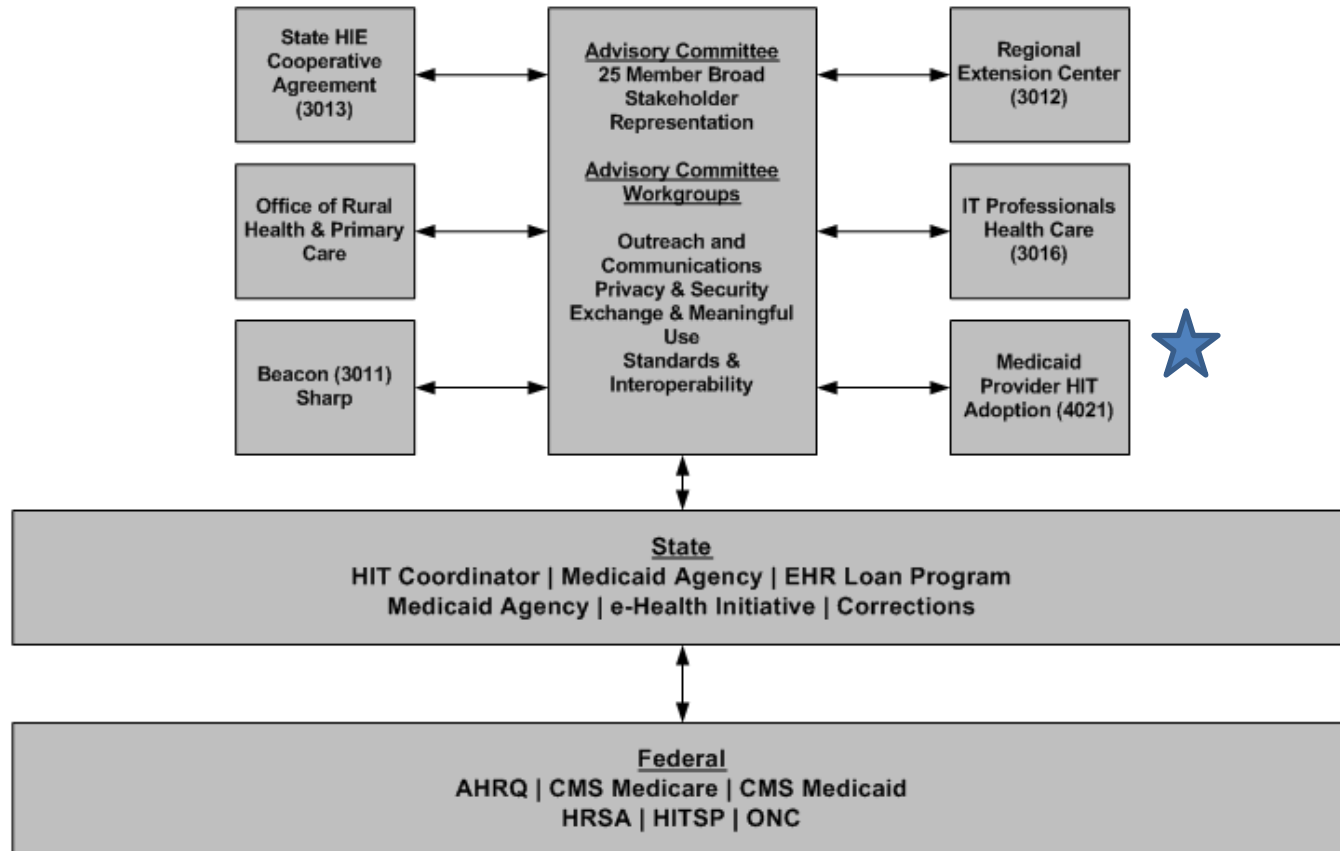 State HIE
Cooperative
Agreement
(3013)
Office of Rural
Health & Primary
Care
Beacon (3011)
Sharp
Advisory Committee
25 Member Broad
Stakeholder
Representation
Advisory Committee
Workgroups
Outreach and
Communications
Privacy & Security
Exchange & Meaningful
Use
Standards &
Interoperability
Regional
Extension Center
(3012)
IT Professionals
Health Care
(3016)
Medicaid
Provider HIT
Adoption (4021)
State
HIT Coordinator | Medicaid Agency | EHR Loan Program
Medicaid Agency | e-Health Initiative | Corrections
Federal
AHRQ | CMS Medicare | CMS Medicaid
HRSA | HITSP | ONC